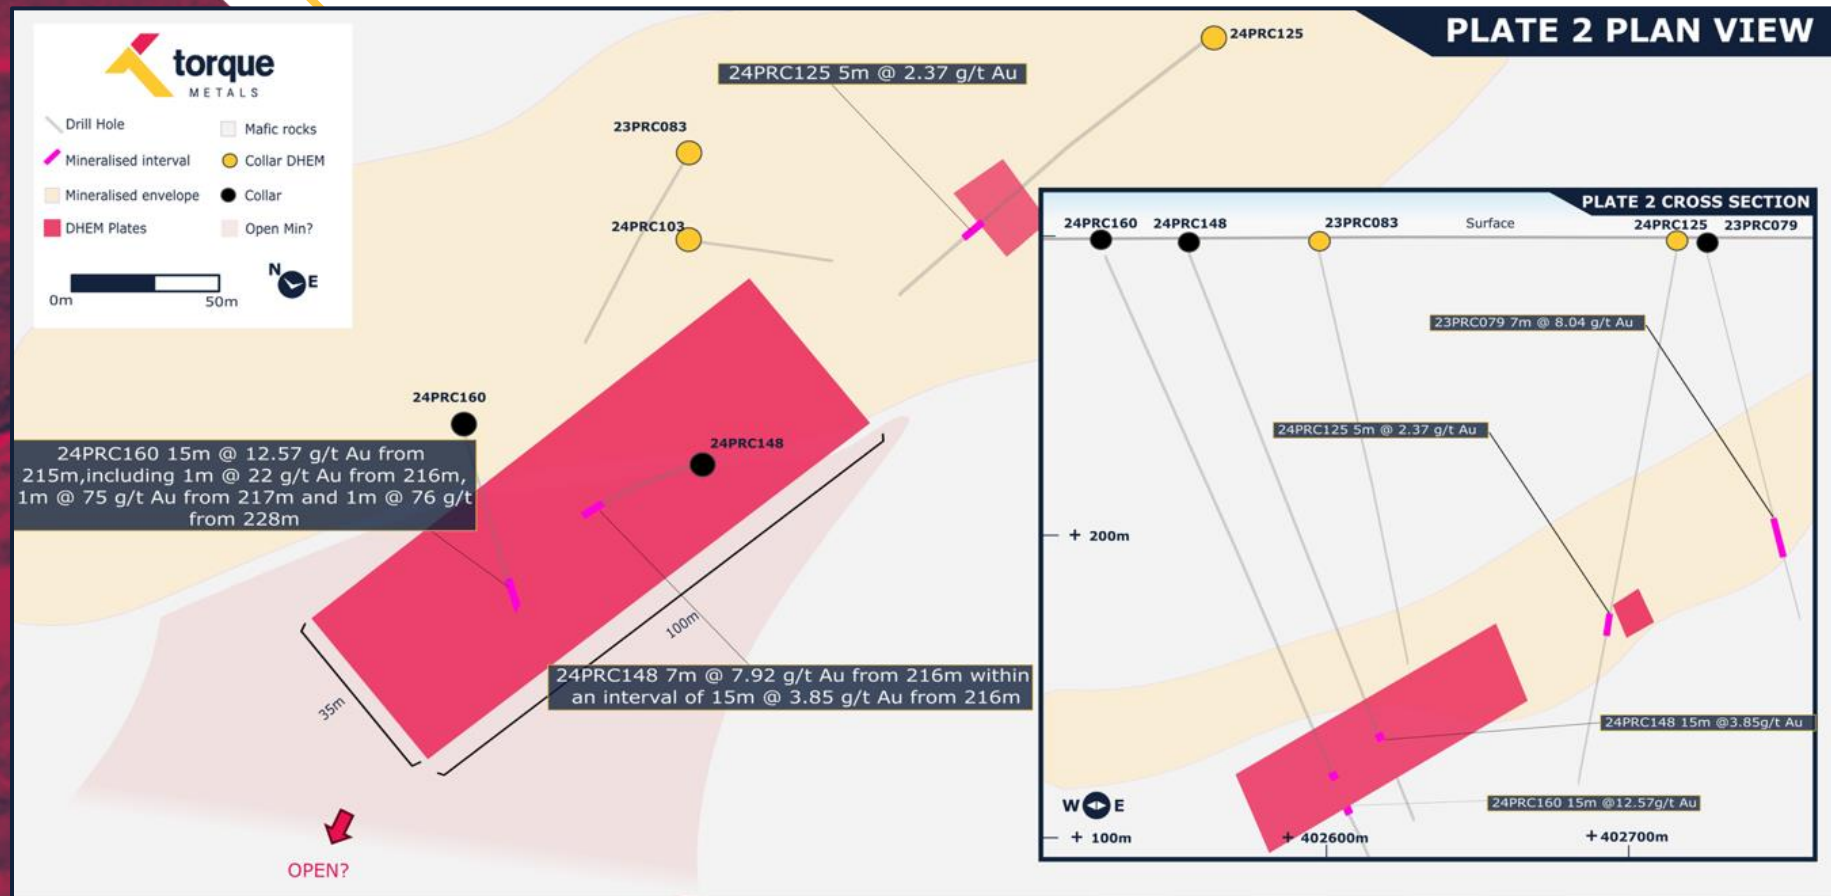 PLATE 2 PLAN VIEW
torque
METALS
Drill Hole
Mafic rocks
Mineralised interval
Collar DHEM
Mineralised envelope
Collar
DHEM Plates
Open Min?
0m
50m
N
E
24PRC125
24PRC125 5m @ 2.37 g/t Au
23PRC083
24PRC103
24PRC160
24PRC160 15m @ 12.57 g/t Au from
215m,including 1m @ 22 g/t Au from 216m,
1m @ 75 g/t Au from 217m and 1m @ 76 g/t
from 228m
24PRC148
100m
35m
24PRC148 7m @ 7.92 g/t Au from 216m within
an interval of 15m @ 3.85 g/t Au from 216m
OPEN?
PLATE 2 CROSS SECTION
24PRC160
24PRC148
23PRC083
Surface
24PRC125
23PRC079
23PRC079 7m @ 8.04 g/t Au
24PRC125 5m @ 2.37 g/t Au
+ 200m
24PRC148 15m @3.85g/t Au
24PRC160 15m @12.57g/t Au
W E
+ 100m
+ 402600m
+ 402700m